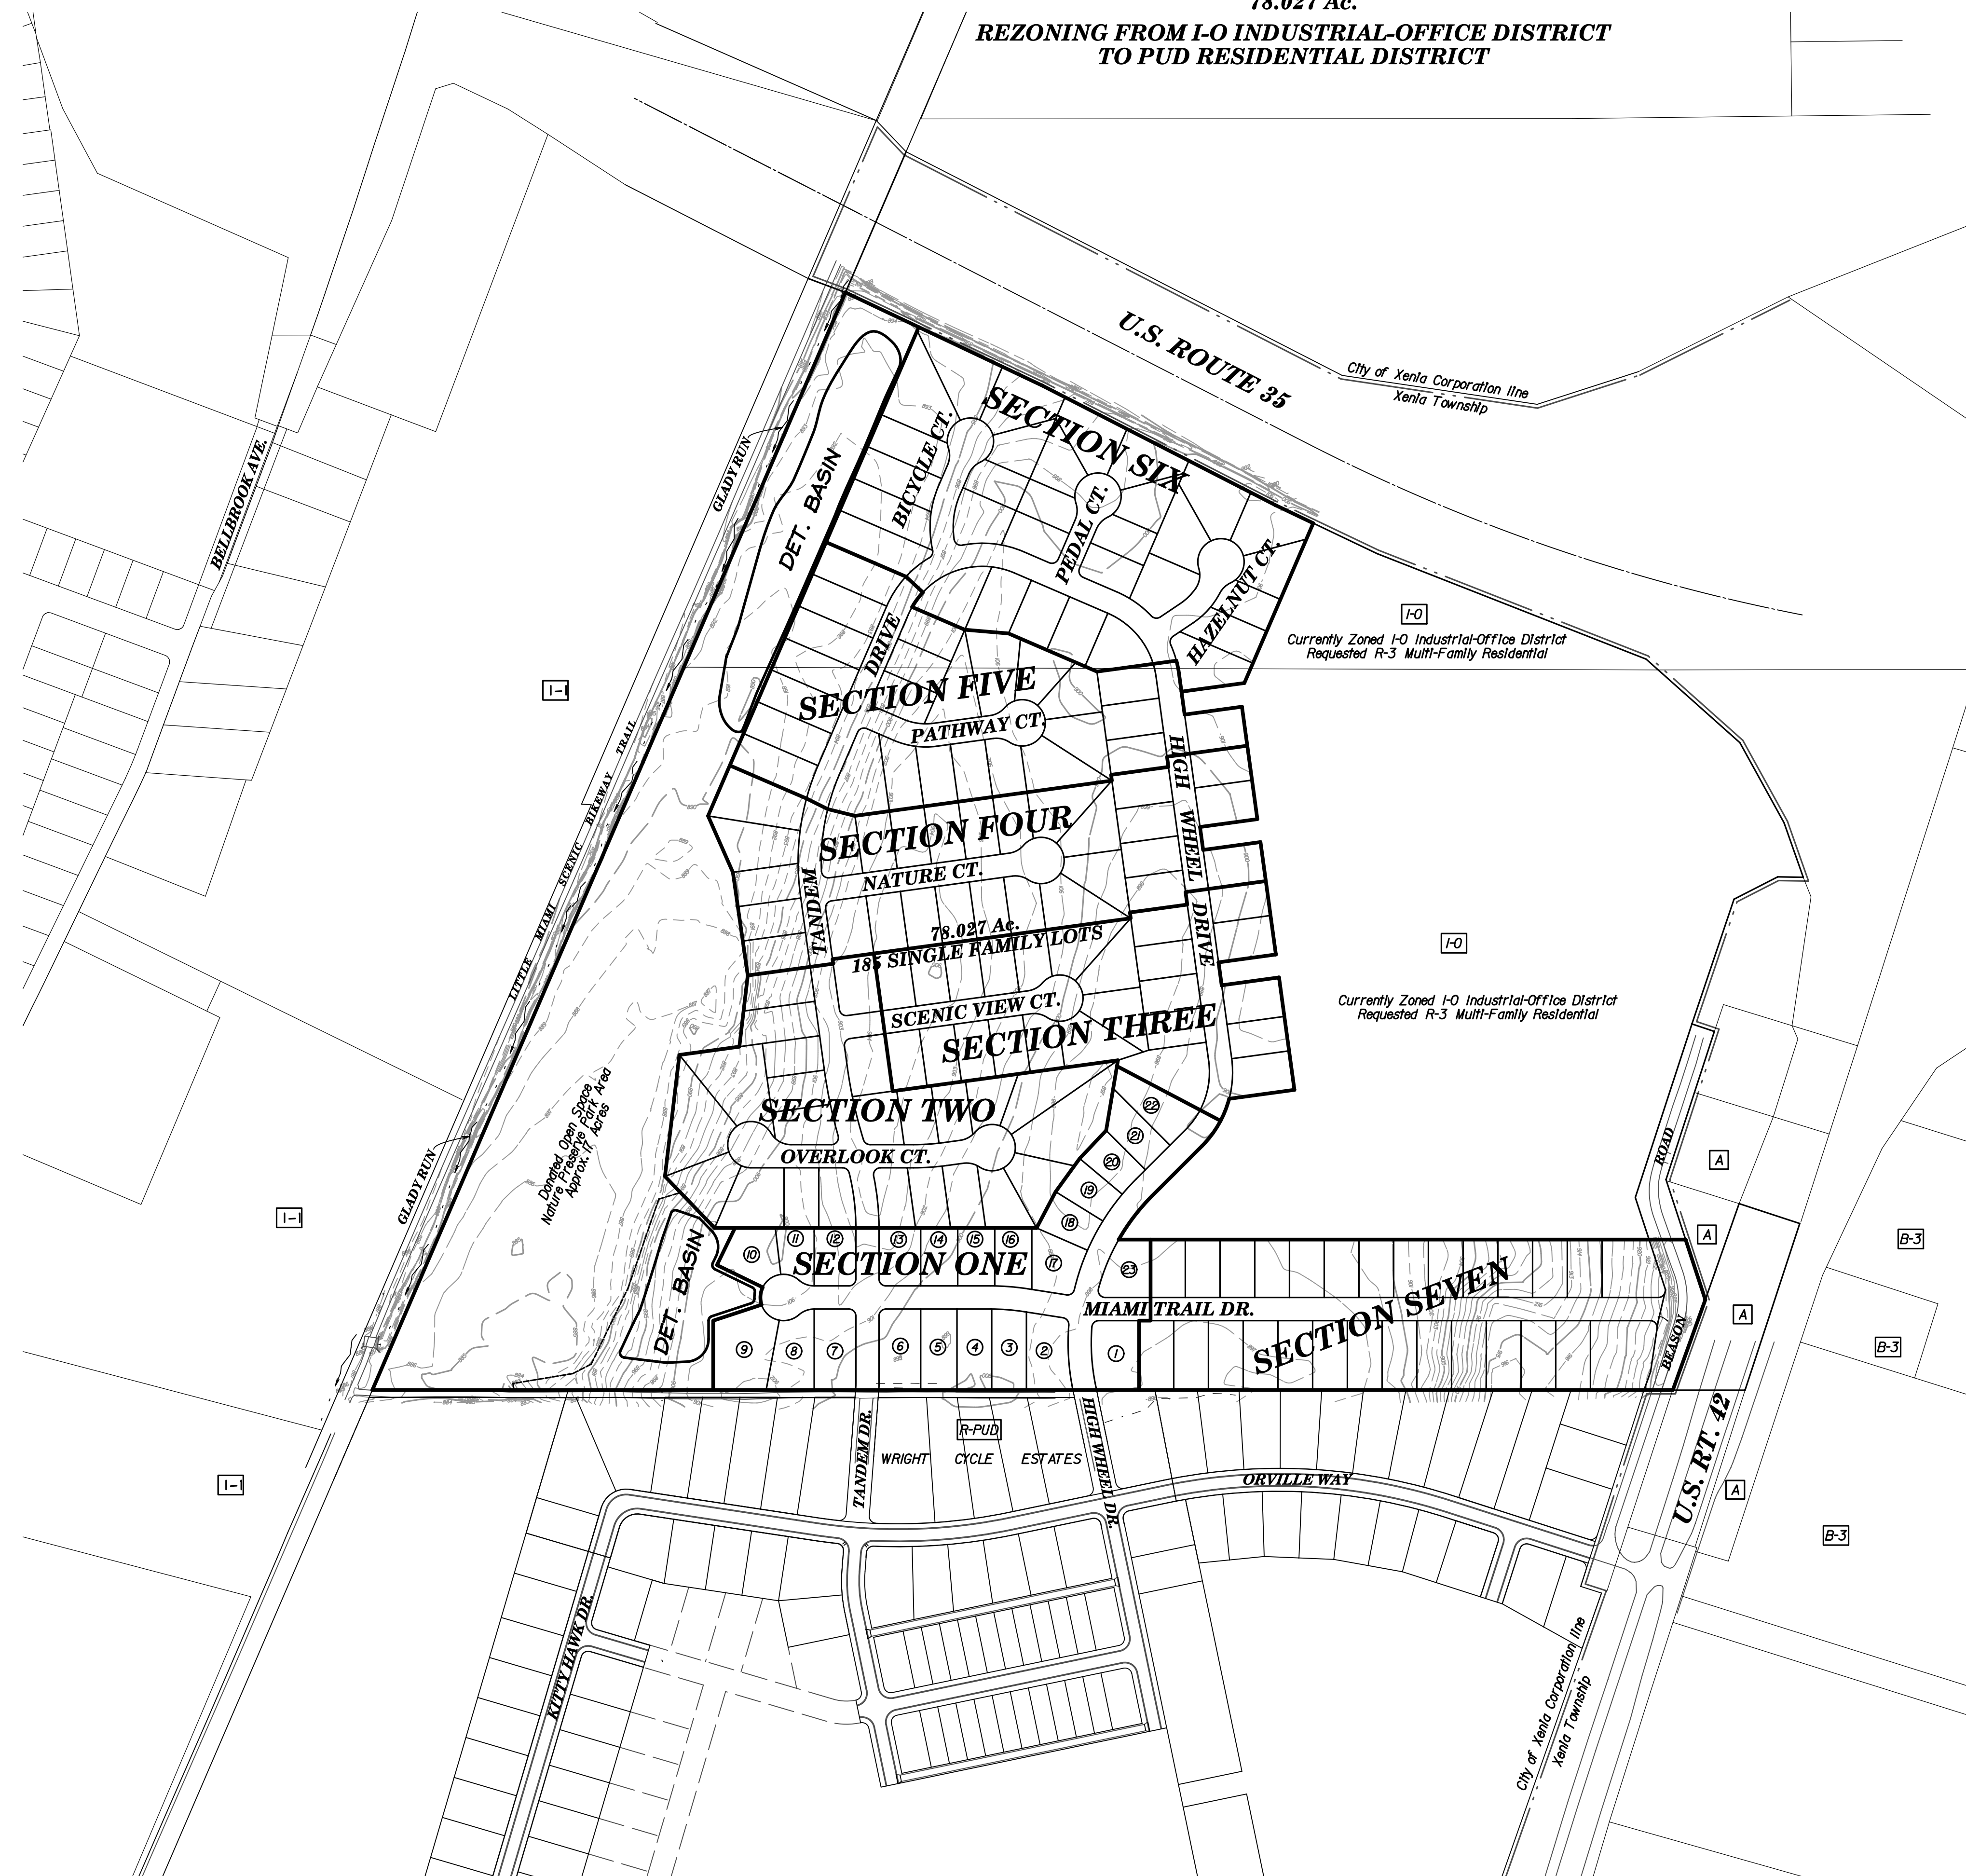 78.027 Ac.
REZONING FROM I-O INDUSTRIAL-OFFICE DISTRICT
TO PUD RESIDENTIAL DISTRICT
U.S. ROUTE 35
City of Xenia Corporation line
Xenia Township
BELLBROOK AVE.
GLADY RUN
DET. BASIN
BICYCLE CT.
SECTION SIX
PEDAL CT.
HAZELNUT CT.
I-O
Currently Zoned I-O Industrial-Office District
Requested R-3 Multi-Family Residential
DRIVE
SECTION FIVE
PATHWAY CT.
I-1
LITTLE MIAMI SCENIC BIKEWAY TRAIL
HIGH WHEEL DRIVE
SECTION FOUR
NATURE CT.
TANDEM
78.027 Ac.
185 SINGLE FAMILY LOTS
SCENIC VIEW CT.
SECTION THREE
I-O
Currently Zoned I-O Industrial-Office District
Requested R-3 Multi-Family Residential
Donated Open Space
Nature Preserve Park Area
Approx. 17 Acres
SECTION TWO
OVERLOOK CT.
22
21
20
19
18
GLADY RUN
I-1
ROAD
A
A
B-3
DET. BASIN
10
11
12
13
14
15
16
17
23
SECTION ONE
MIAMI TRAIL DR.
SECTION SEVEN
9
8
7
6
5
4
3
2
1
BEASON
A
B-3
U.S. RT. 42
I-1
TANDEM DR.
R-PUD
WRIGHT CYCLE ESTATES
HIGH WHEEL DR.
ORVILLE WAY
A
B-3
KITTY HAWK DR.
City of Xenia Corporation line
Xenia Township